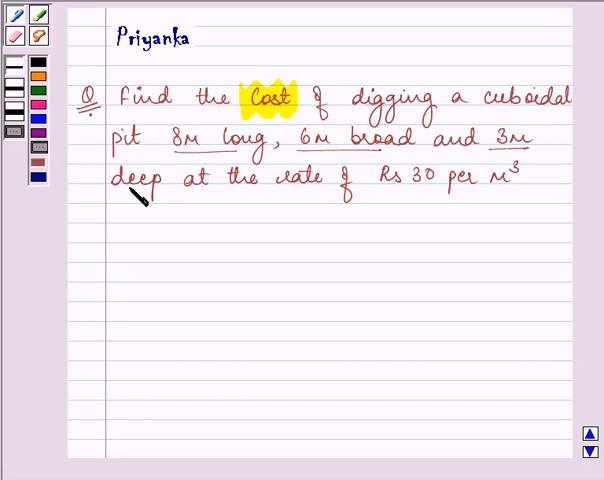 Priyanka
Q. Find the Cost of digging a cuboidal
pit 8m long, 6m broad and 3m
deep at the rate of Rs 30 per m³